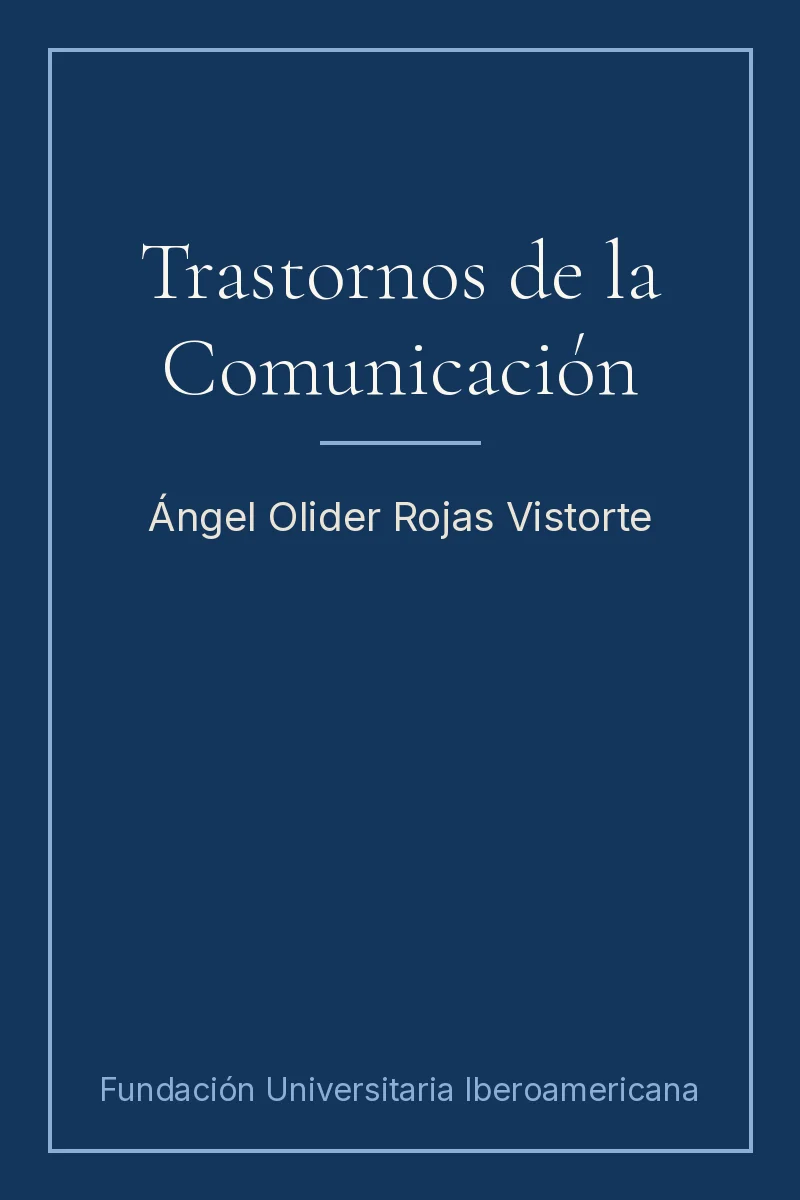 Trastornos de la
Comunicación
Ángel Olider Rojas Vistorte
Fundación Universitaria Iberoamericana